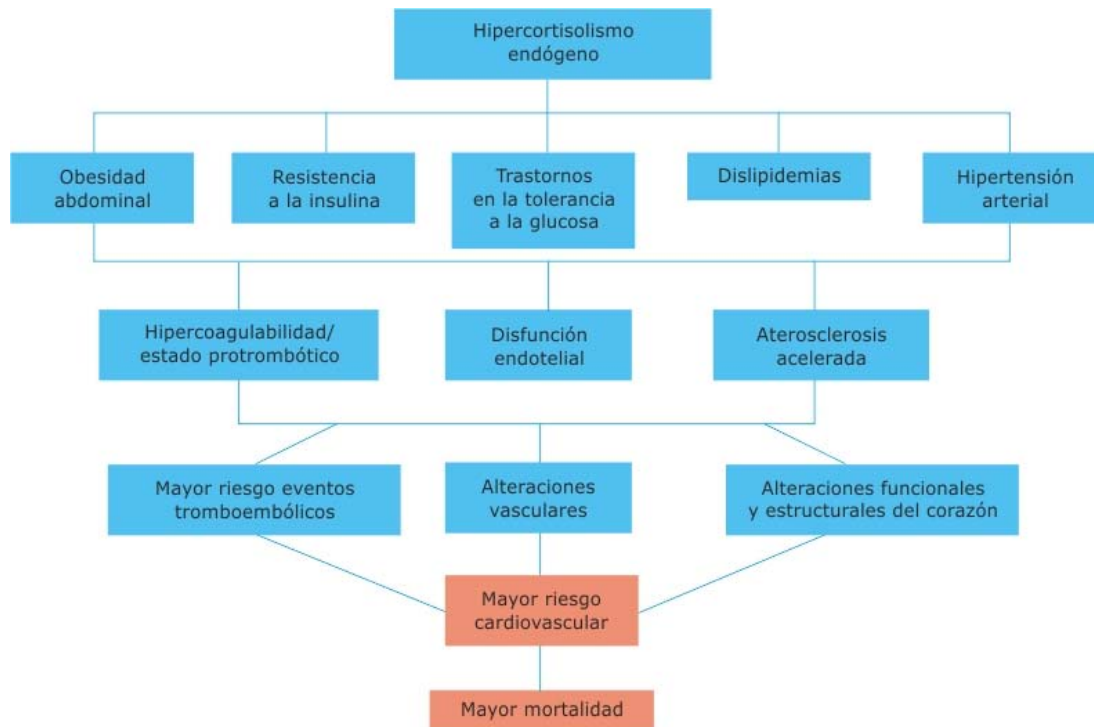 Hipercortisolismo
endógeno
Obesidad
abdominal
Resistencia
a la insulina
Trastornos
en la tolerancia
a la glucosa
Dislipidemias
Hipertensión
arterial
Hipercoagulabilidad/
estado protrombótico
Disfunción
endotelial
Aterosclerosis
acelerada
Mayor riesgo eventos
tromboembólicos
Alteraciones
vasculares
Alteraciones funcionales
y estructurales del corazón
Mayor riesgo
cardiovascular
Mayor mortalidad